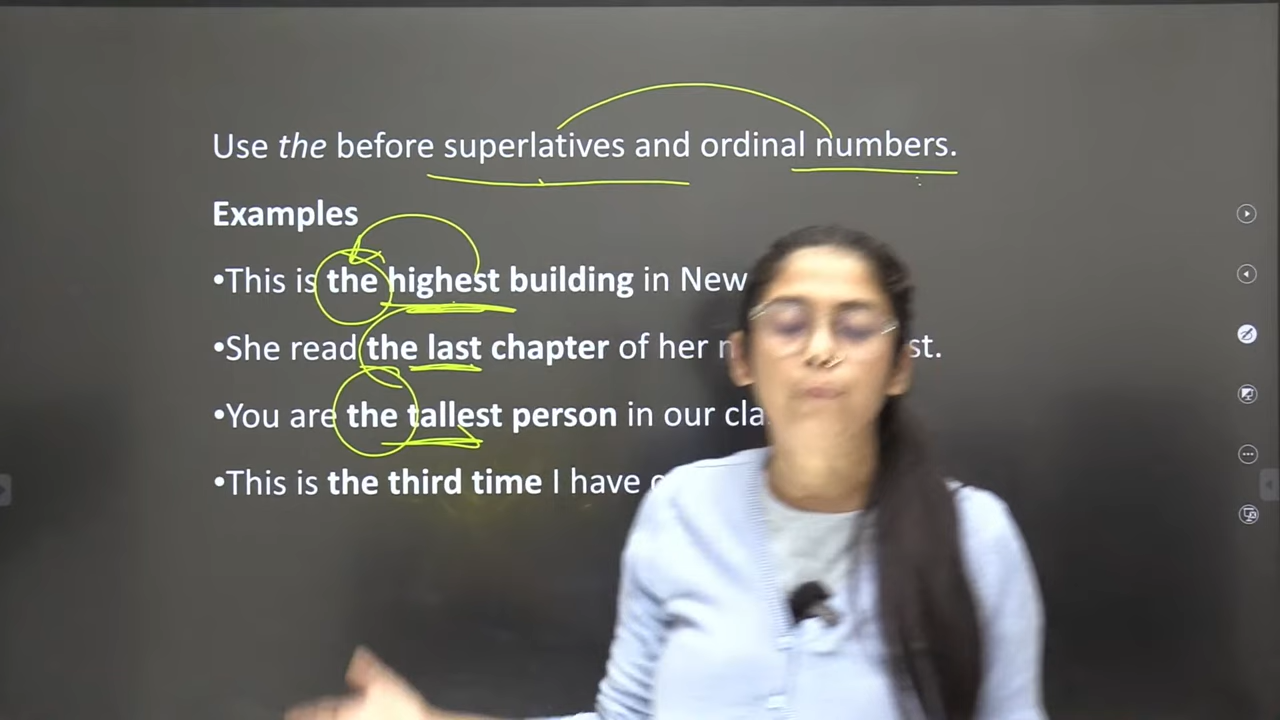 Use the before superlatives and ordinal numbers.
Examples
•This is the highest building in New
•She read the last chapter of her st.
•You are the tallest person in our
•This is the third time I have